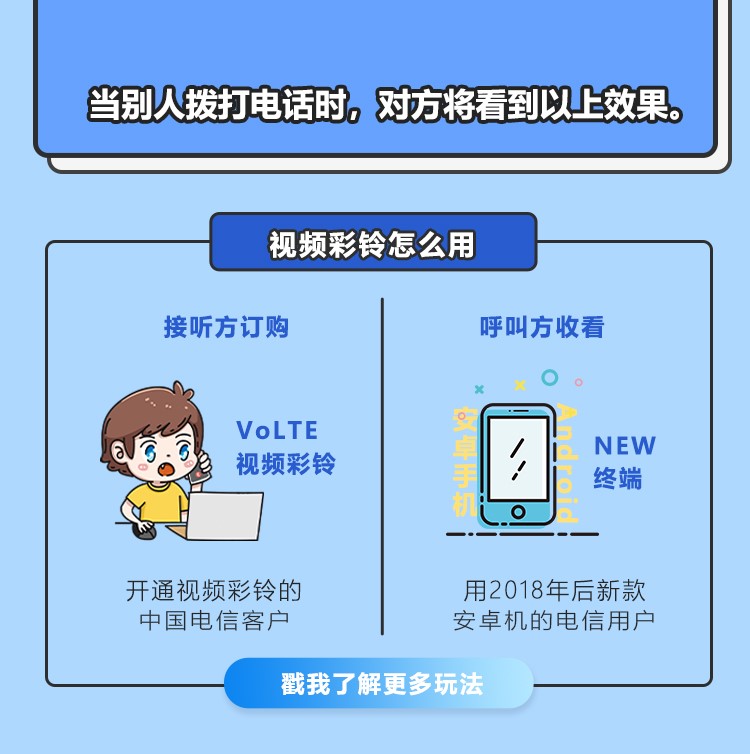 当别人拨打电话时，对方将看到以上效果。
视频彩铃怎么用
接听方订购
VoLTE
视频彩铃
开通视频彩铃的
中国电信客户
呼叫方收看
安卓手机
Android
NEW
终端
用2018年后新款
安卓机的电信用户
戳我了解更多玩法